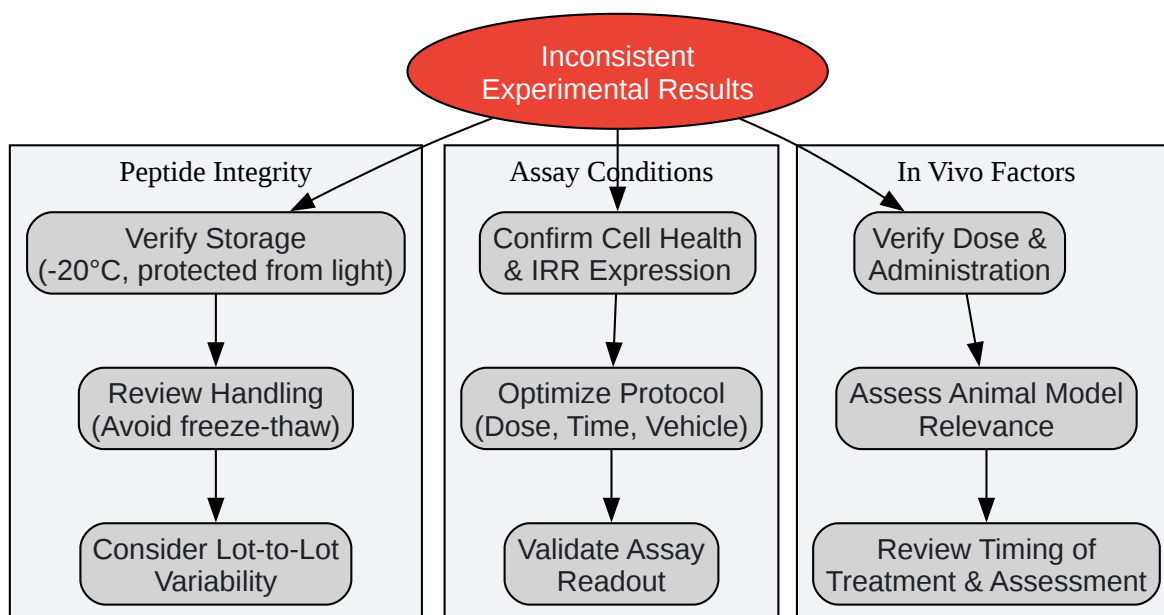 Inconsistent
Experimental Results
Peptide Integrity
Verify Storage
(-20°C, protected from light)
Review Handling
(Avoid freeze-thaw)
Consider Lot-to-Lot
Variability
Assay Conditions
Confirm Cell Health
& IRR Expression
Optimize Protocol
(Dose, Time, Vehicle)
Validate Assay
Readout
In Vivo Factors
Verify Dose &
Administration
Assess Animal Model
Relevance
Review Timing of
Treatment & Assessment